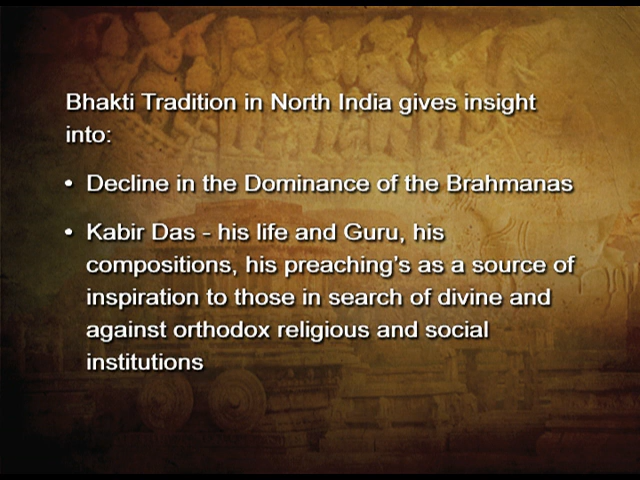 Bhakti Tradition in North India gives insight
into:
• Decline in the Dominance of the Brahmanas
• Kabir Das - his life and Guru, his
compositions, his preaching's as a source of
inspiration to those in search of divine and
against orthodox religious and social
institutions